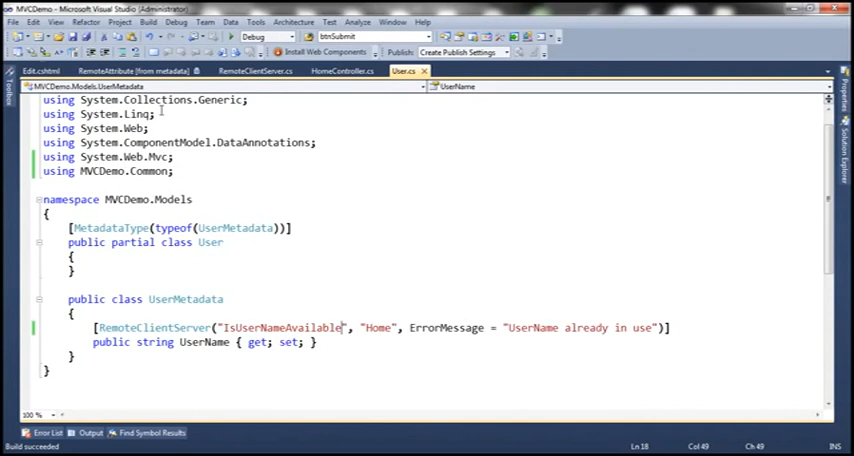 MVCDemo - Microsoft Visual Studio (Administrator)
File Edit View Refactor Project Build Debug Team Data Tools Architecture Test Analyze Window Help
Debug btnSubmit
Install Web Components Publish: Create Publish Settings
Edit.cshtml RemoteAttribute [from metadata] RemoteClientServer.cs HomeController.cs User.cs
MVCDemo.Models.UserMetadata UserName
Toolbox
Solution Explorer
Properties
using System.Collections.Generic;
using System.Linq;
using System.Web;
using System.ComponentModel.DataAnnotations;
using System.Web.Mvc;
using MVCDemo.Common;
namespace MVCDemo.Models
{
[MetadataType(typeof(UserMetadata))]
public partial class User
{
}
public class UserMetadata
{
[RemoteClientServer("IsUserNameAvailable", "Home", ErrorMessage = "UserName already in use")]
public string UserName { get; set; }
}
}
100 %
Error List Output Find Symbol Results
Build succeeded Ln 18 Col 49 Ch 49 INS